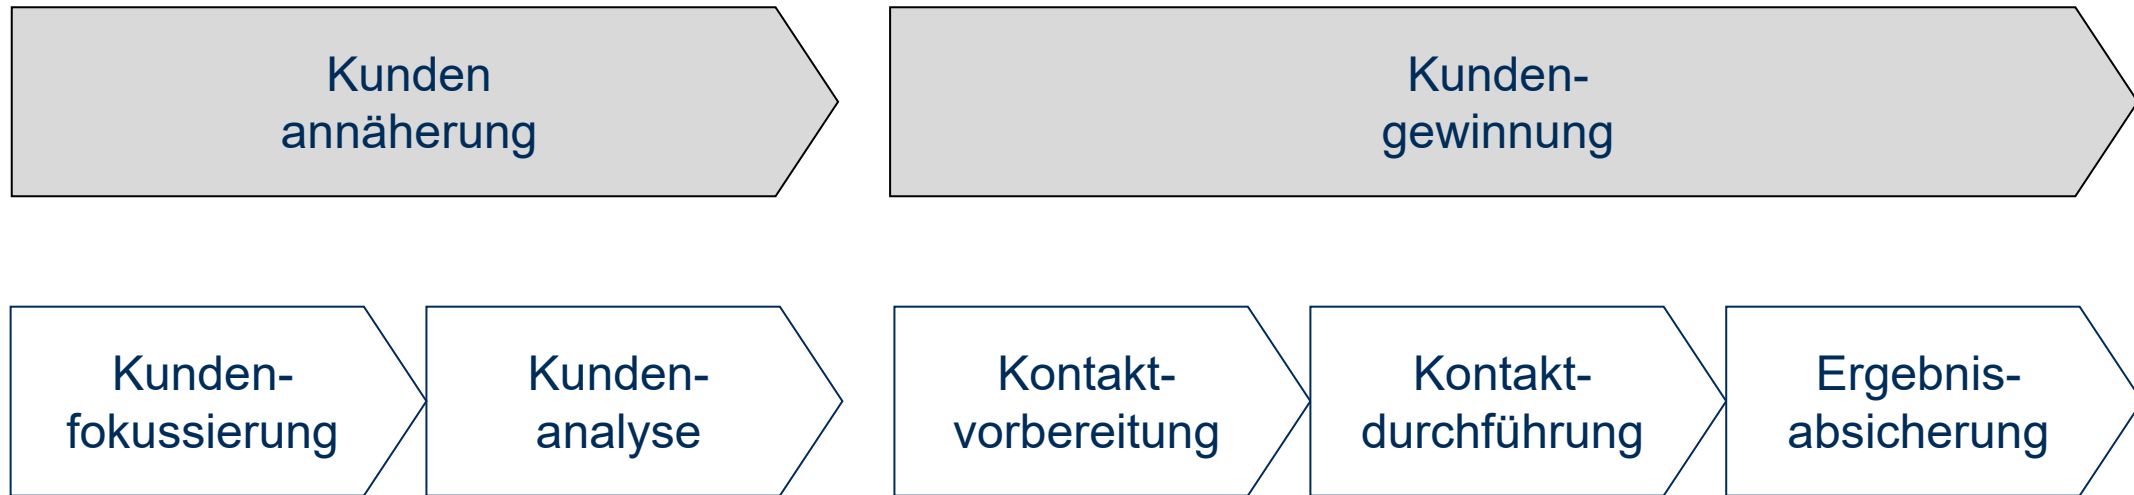 Kunden
annäherung
Kunden-
gewinnung
Kunden-
fokussierung
Kunden-
analyse
Kontakt-
vorbereitung
Kontakt-
durchführung
Ergebnis-
absicherung